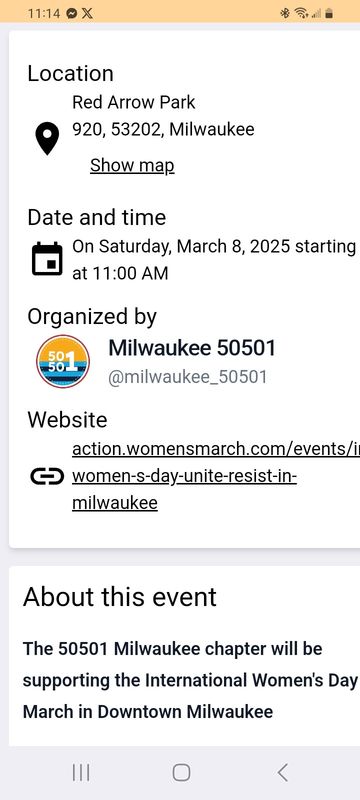 11:14
Location
Red Arrow Park
920, 53202, Milwaukee
Show map
Date and time
On Saturday, March 8, 2025 starting
at 11:00 AM
Organized by
50
501
Milwaukee 50501
@milwaukee_50501
Website
action.womensmarch.com/events/i
women-s-day-unite-resist-in-
milwaukee
About this event
The 50501 Milwaukee chapter will be
supporting the International Women's Day
March in Downtown Milwaukee